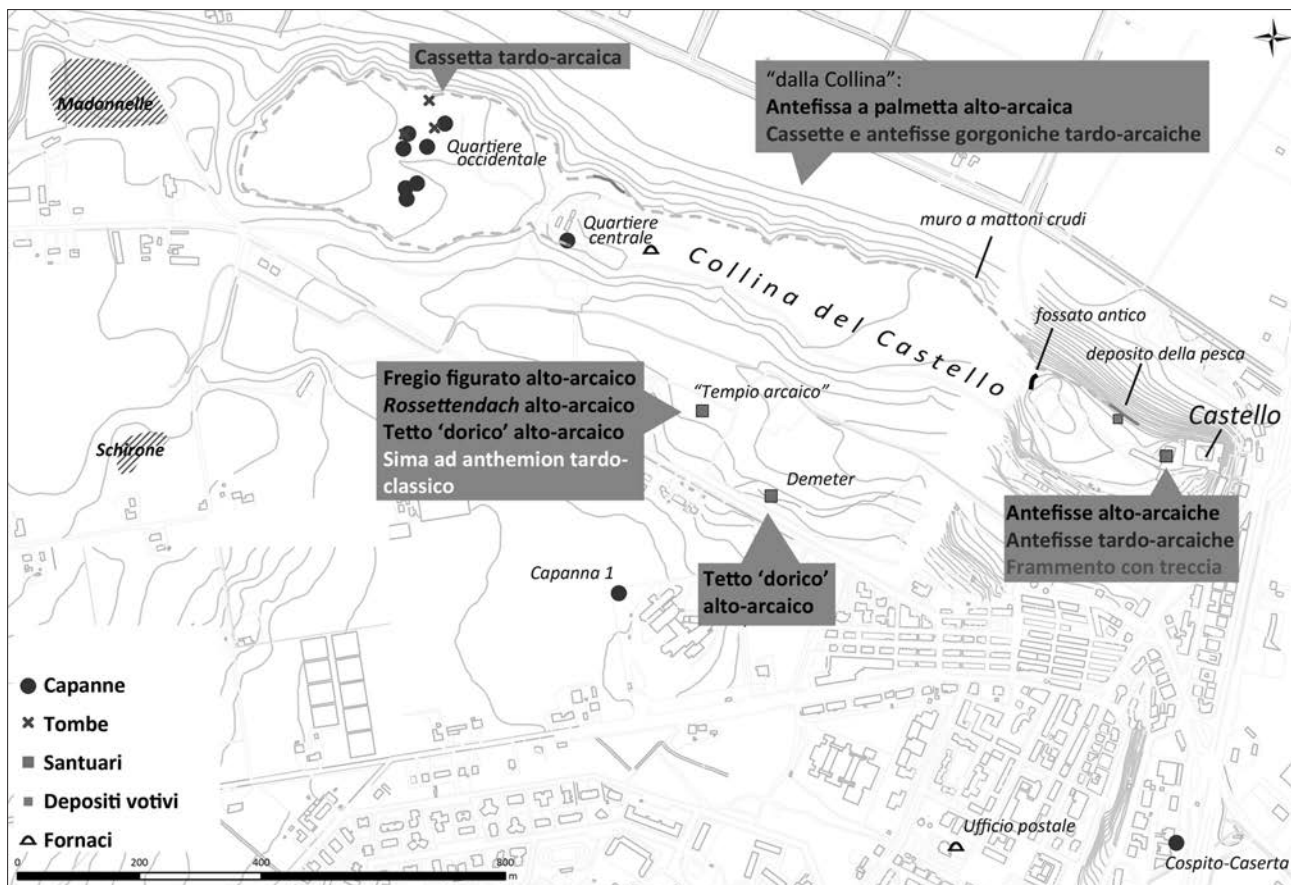 Cassetta tardo-arcaica
"dalla Collina":
Antefissa a palmetta alto-arcaica
Cassette e antefisse gorgoniche tardo-arcaiche
Madonnelle
Quartiere
occidentale
Quartiere
centrale
muro a mattoni crudi
Collina del Castello
fossato antico
deposito della pesca
Castello
Fregio figurato alto-arcaico
Rossettendach alto-arcaico
Tetto 'dorico' alto-arcaico
Sima ad anthemion tardo-
classico
"Tempio arcaico"
Schirone
Demeter
Antefisse alto-arcaiche
Antefisse tardo-arcaiche
Frammento con treccia
Tetto 'dorico'
alto-arcaico
Capanna 1
Capanne
Tombe
Santuari
Depositi votivi
Fornaci
Ufficio postale
Cospito-Caserta
0 200 400 800
m